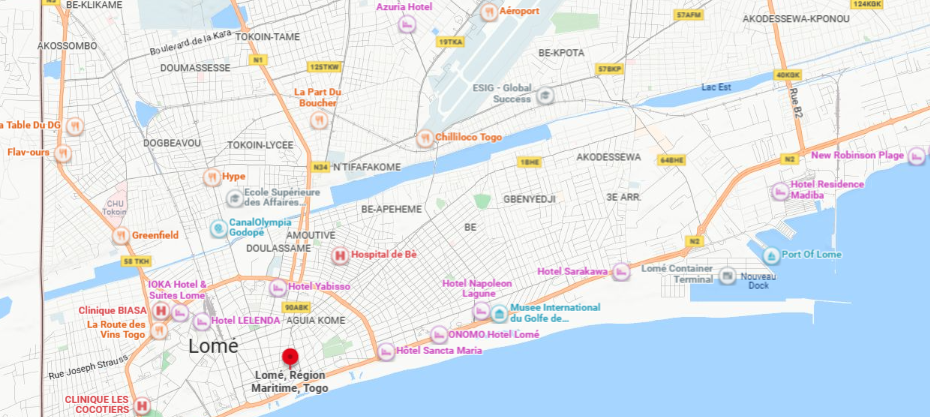 N5
BE-KLIKAME
Azuria Hotel
Aéroport
57AFM
124KGK
AKODESSEWA-KPONOU
AKOSSOMBO
Boulevard de la Kara
TOKOIN-TAME
19TKA
BE-KPOTA
N1
DOUMASSESSE
125TKW
57BKP
40KGK
La Part Du
Boucher
ESIG - Global
Success
Lac Est
Rue B2
a Table Du DG
Chilliloco Togo
DOGBEAVOU
TOKOIN-LYCEE
Flav-ours
N34
N'TIFAFAKOME
1BHE
AKODESSEWA
64BHE
N2
New Robinson Plage
Hype
CHU
Tokoin
Ecole Supérieure
des Affaires...
Hotel Residence
Madiba
GBENYEDJI
3E ARR.
BE-APEHEME
CanalOlympia
Godopé
BE
Greenfield
AMOUTIVE
DOULASSAME
N2
Hospital de Bè
Port Of Lome
58 TKH
Hotel Sarakawa
Lomé Container
Terminal
Nouveau
Dock
IOKA Hotel &
Suites Lome
Hotel Yabisso
Hotel Napoleon
Lagune
Clinique BIASA
90ABK
Musee International
du Golfe de...
La Route des
Vins Togo
Hotel LELENDA
AGUIA KOME
ONOMO Hotel Lomé
Lomé
Hôtel Sancta Maria
Rue Joseph Strauss
Lomé, Région
Maritime, Togo
CLINIQUE LES
COCOTIERS